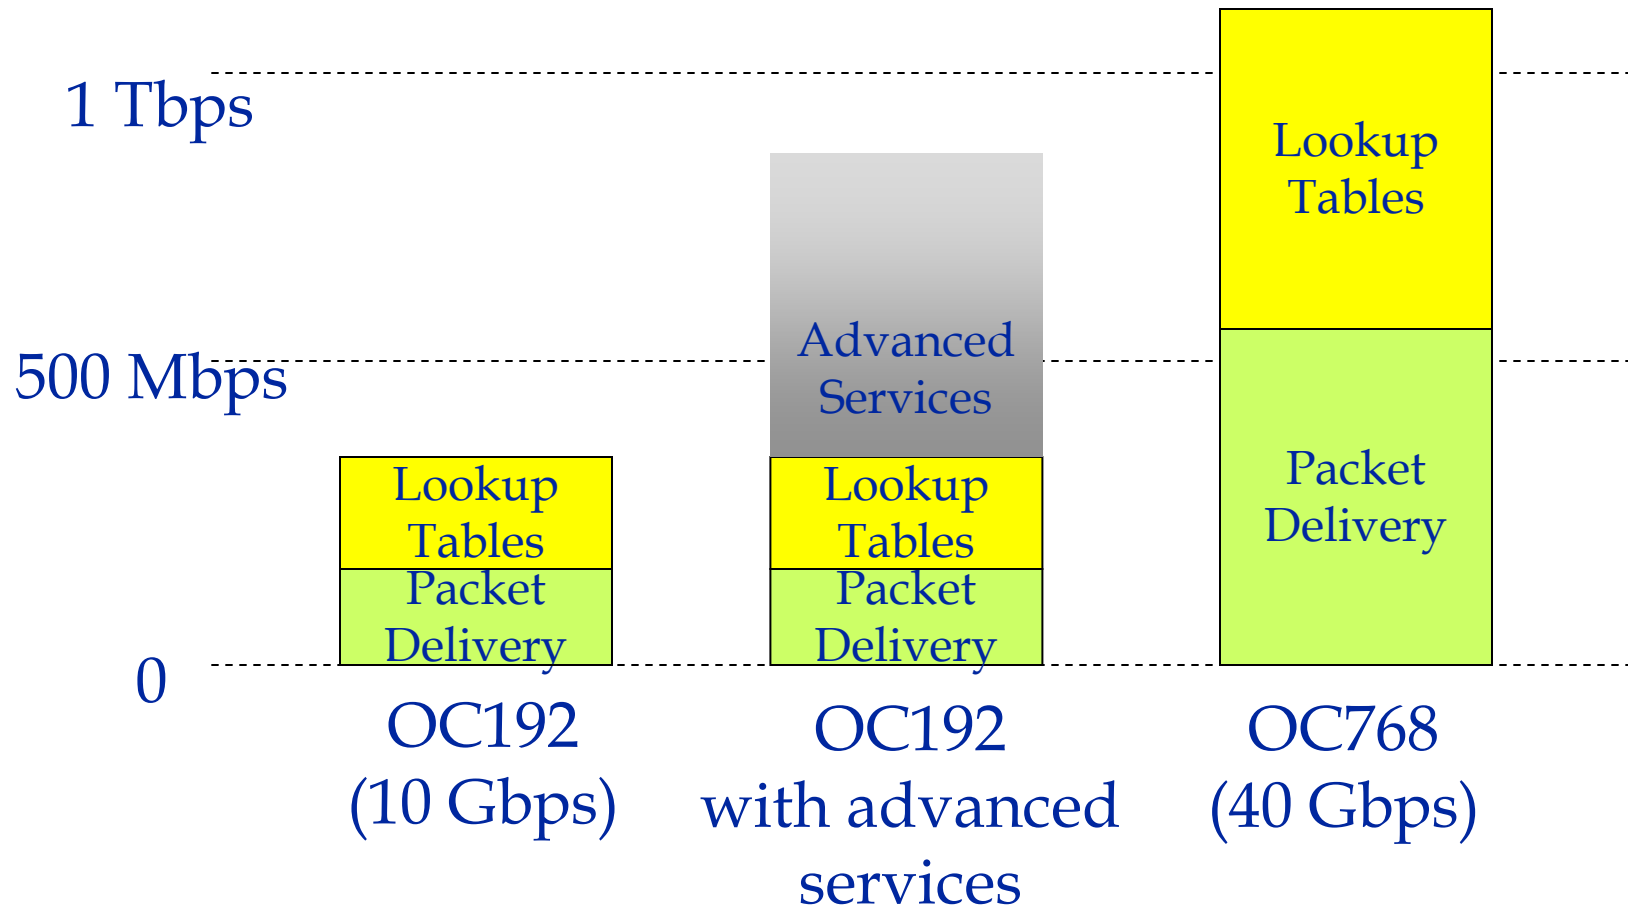 1 Tbps
500 Mbps
0
Lookup
Tables
Packet
Delivery
Advanced
Services
Lookup
Tables
Packet
Delivery
Lookup
Tables
Packet
Delivery
OC192
(10 Gbps)
OC192
with advanced
services
OC768
(40 Gbps)